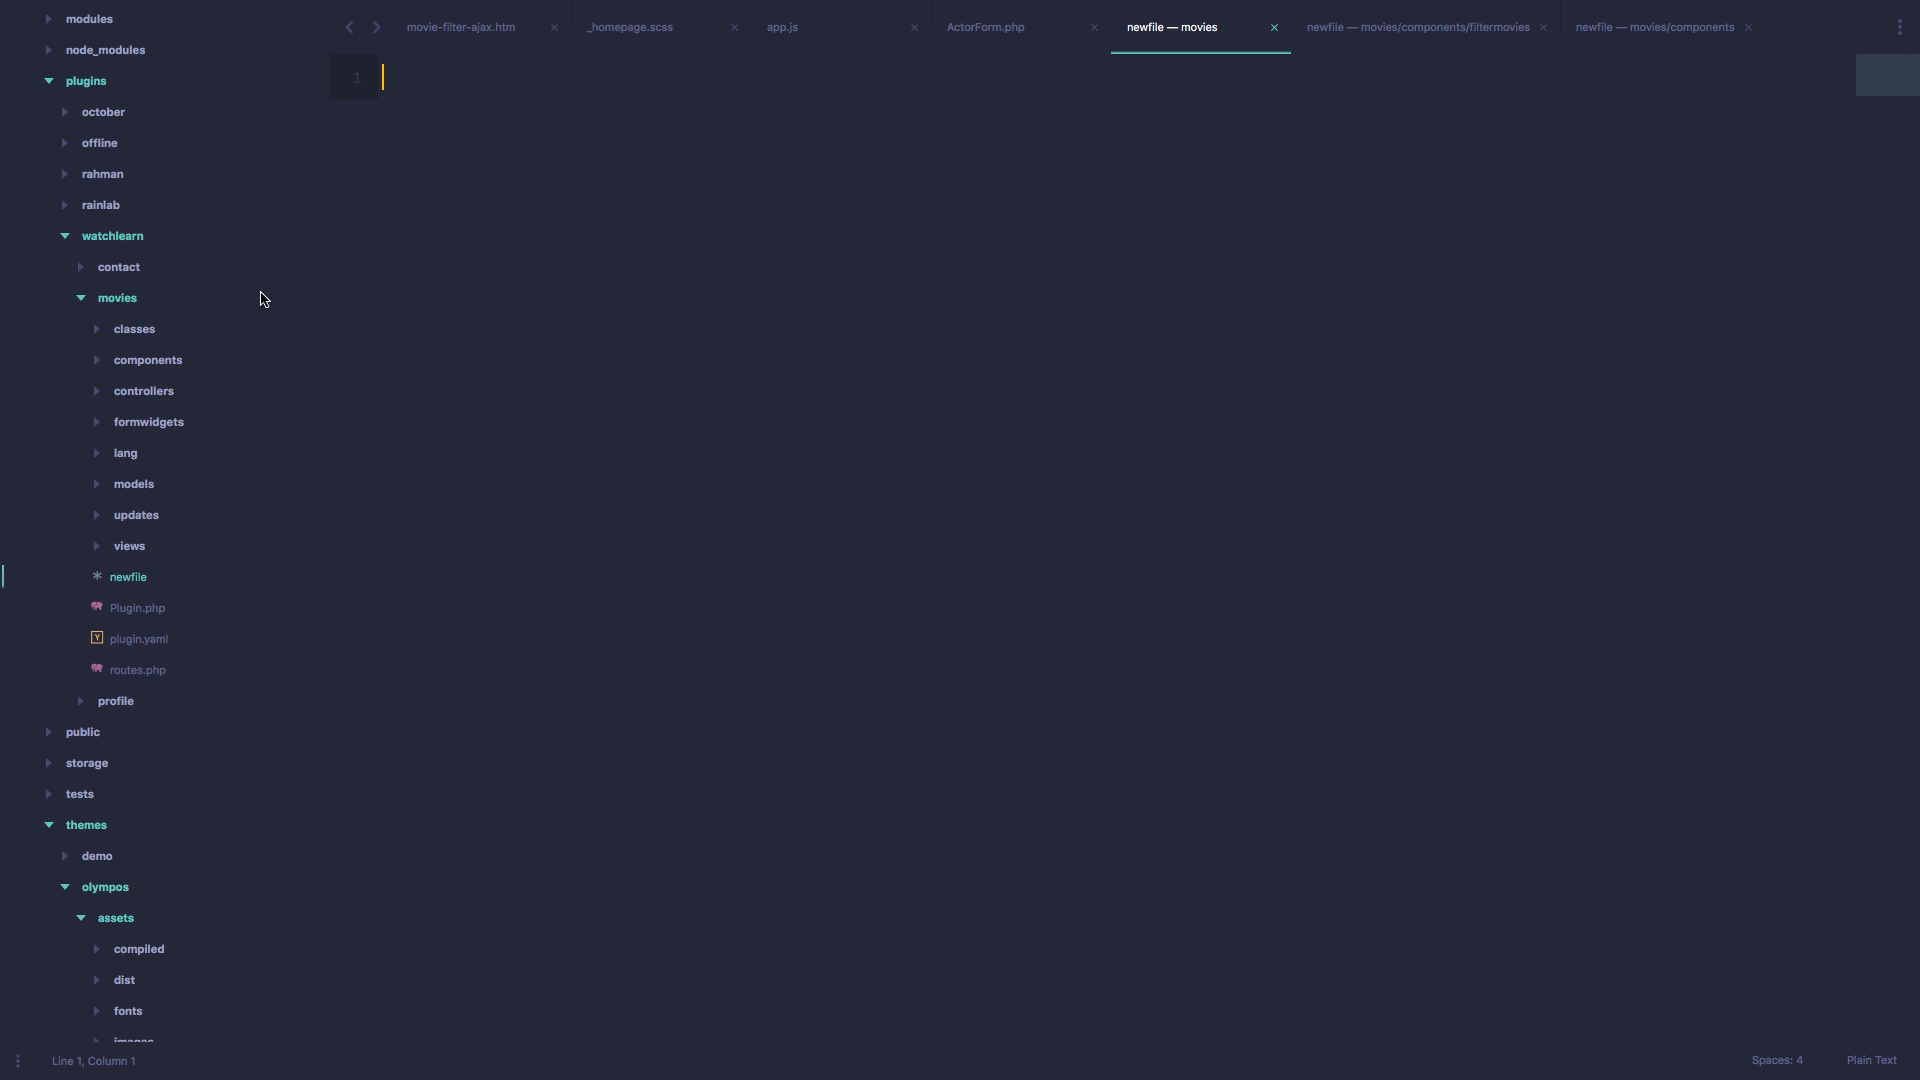 modules
node_modules
plugins
october
offline
rahman
rainlab
watchlearn
contact
movies
classes
components
controllers
formwidgets
lang
models
updates
views
newfile
Plugin.php
plugin.yaml
routes.php
profile
public
storage
tests
themes
demo
olympos
assets
compiled
dist
fonts
images
movie-filter-ajax.htm
_homepage.scss
app.js
ActorForm.php
newfile — movies
newfile — movies/components/filtermovies
newfile — movies/components
1
Line 1, Column 1
Spaces: 4
Plain Text